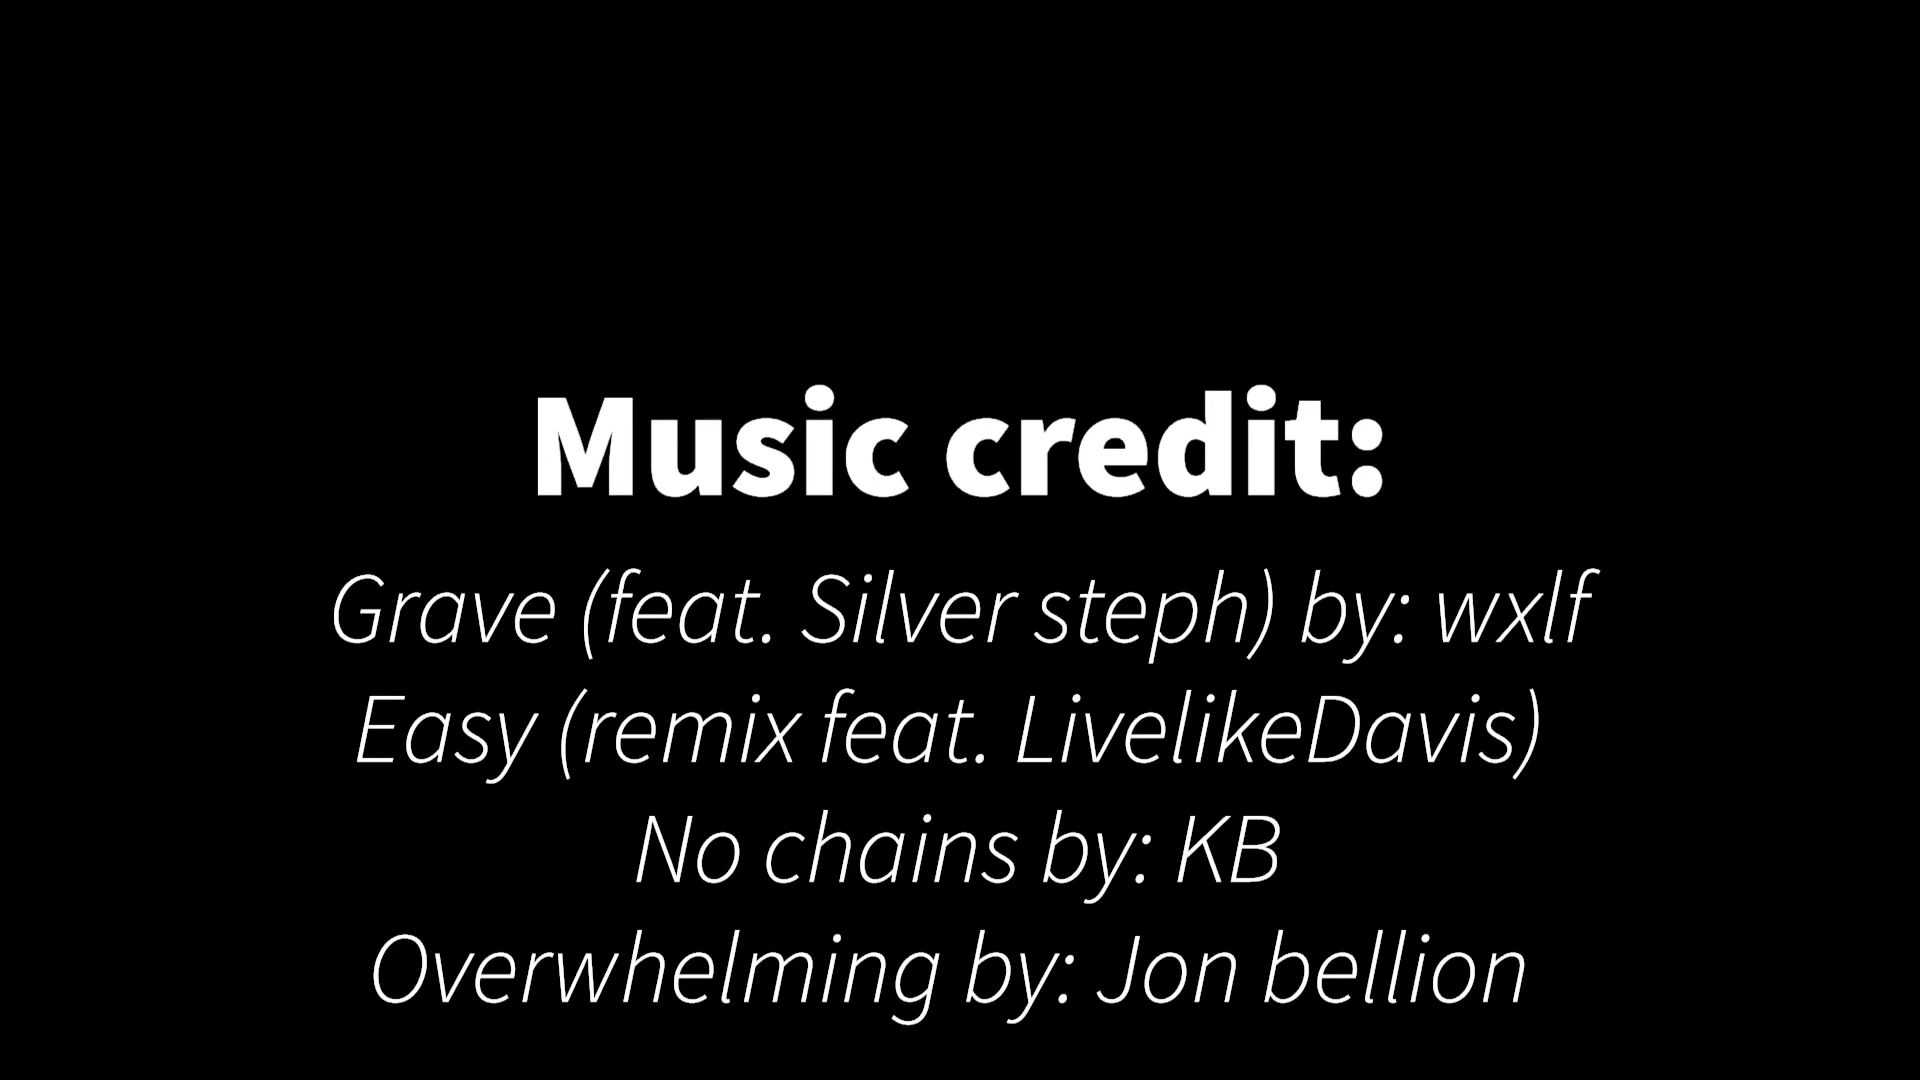 Music credit:
Grave (feat. Silver steph) by: wxlf
Easy (remix feat. LivelikeDavis)
No chains by: KB
Overwhelming by: Jon bellion